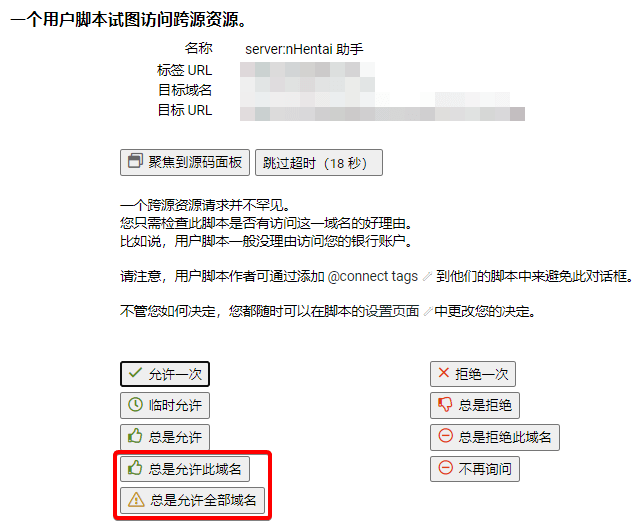 一个用户脚本试图访问跨源资源。
名称 server:nHentai 助手
标签 URL
目标域名
目标 URL
聚焦到源码面板 跳过超时（18 秒）
一个跨源资源请求并不罕见。
您只需检查此脚本是否有访问这一域名的好理由。
比如说，用户脚本一般没理由访问您的银行账户。
请注意，用户脚本作者可通过添加 @connect tags 到他们的脚本中来避免此对话框。
不管您如何决定，您都随时可以在脚本的设置页面 中更改您的决定。
允许一次 拒绝一次
临时允许 总是拒绝
总是允许 总是拒绝此域名
总是允许此域名 不再询问
总是允许全部域名